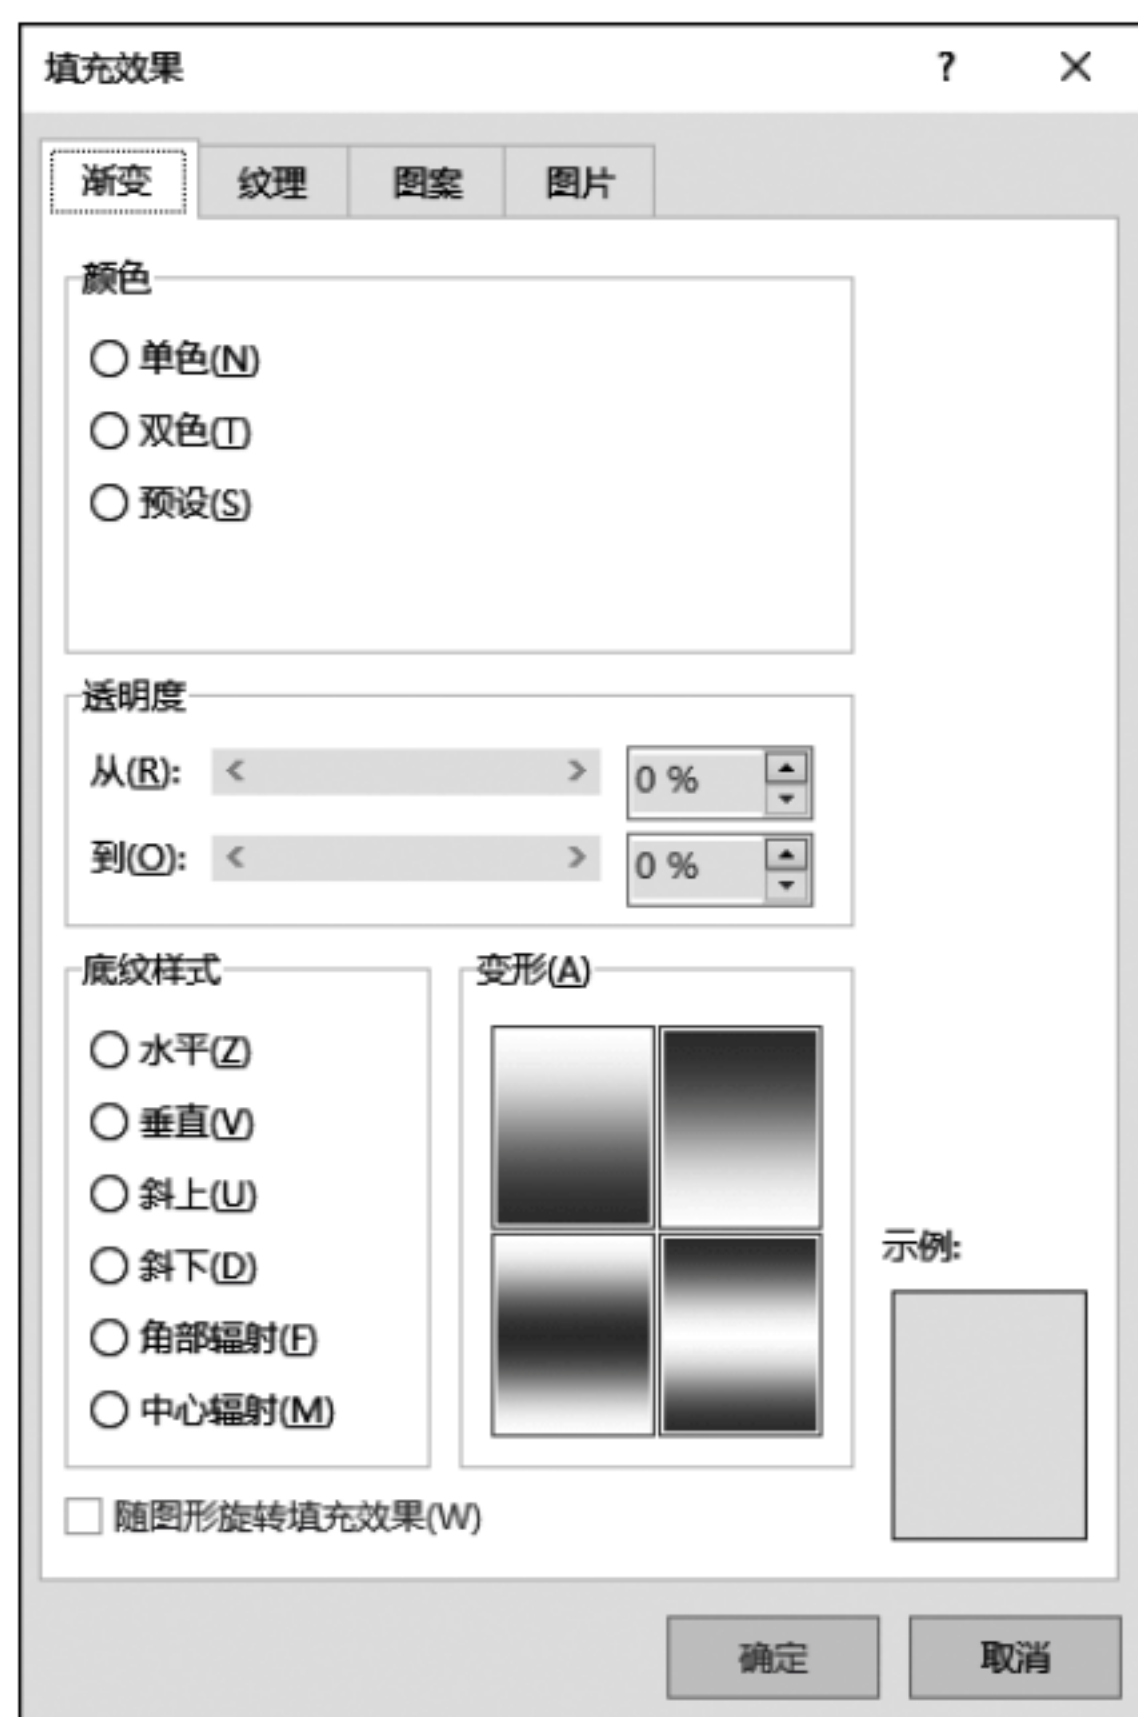 填充效果 ? ×
渐变 纹理 图案 图片
颜色
单色(N)
双色(T)
预设(S)
透明度
从(R): < > 0 %
到(O): < > 0 %
底纹样式
水平(Z)
垂直(V)
斜上(U)
斜下(D)
角部辐射(F)
中心辐射(M)
变形(A)
示例:
随图形旋转填充效果(W)
确定 取消